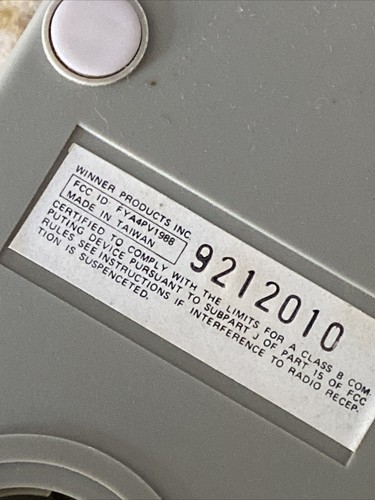 WINNER PRODUCTS INC.
FCC ID: FYA4PV1988
MADE IN TAIWAN
9212010
CERTIFIED TO COMPLY WITH THE LIMITS FOR A CLASS B COM-
PUTING DEVICE PURSUANT TO SUBPART J OF PART 15 OF FCC
RULES SEE INSTRUCTIONS IF INTERFERENCE TO RADIO RECEP-
TION IS SUSPENCETED.